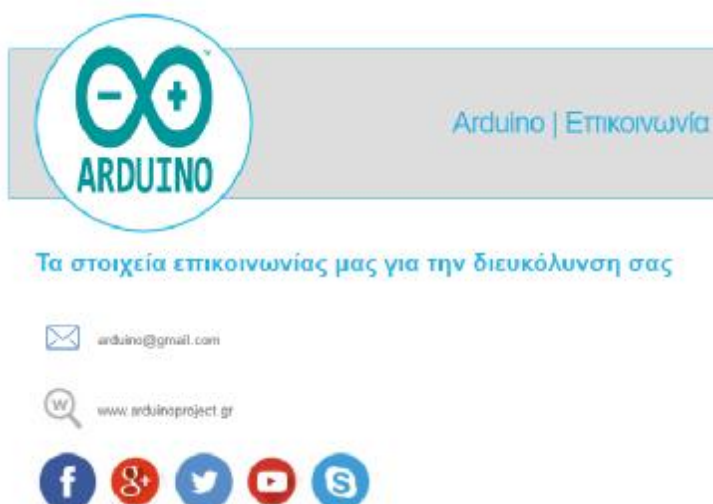 ARDUINO
Arduino | Επικοινωνία
Τα στοιχεία επικοινωνίας μας για την διευκόλυνση σας
arduino@gmail.com
www.arduinoproject.gr